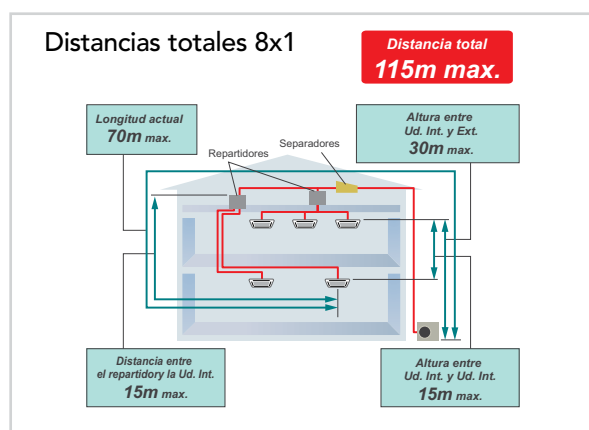 Distancias totales 8x1
Distancia total
115m max.
Longitud actual
70m max.
Repartidores
Separadores
Altura entre
Ud. Int. y Ext.
30m max.
Distancia entre
el repartidory la Ud. Int.
15m max.
Altura entre
Ud. Int. y Ud. Int.
15m max.